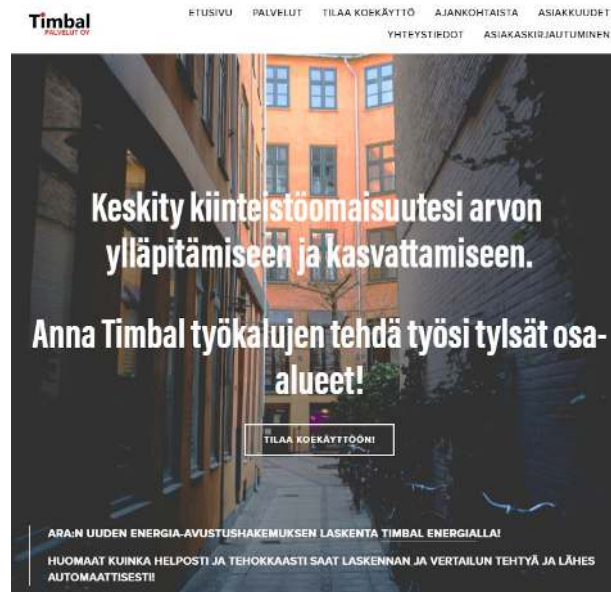 Timbal
PALVELUT OY
ETUSIVU PALVELUT TILAA KOEKÄYTTÖ AJANKOHTAISTA ASIAKKUUDET
YHTEYSTIEDOT ASIAKASKIRJAUTUMINEN
Keskity kiinteistöomaisuutesi arvon
ylläpitämiseen ja kasvattamiseen.
Anna Timbal työkalujen tehdä työsi tylsät osa-
alueet!
TILAA KOEKÄYTTÖÖN!
ARA:N UUDEN ENERGIA-AVUSTUSHAKEMUKSEN LASKENTA TIMBAL ENERGIALLA!
HUOMAAT KUINKA HELPOSTI JA TEHOKKAASTI SAAT LASKENNAN JA VERTAILUN TEHTYÄ JA LÄHES
AUTOMAATTISESTI!